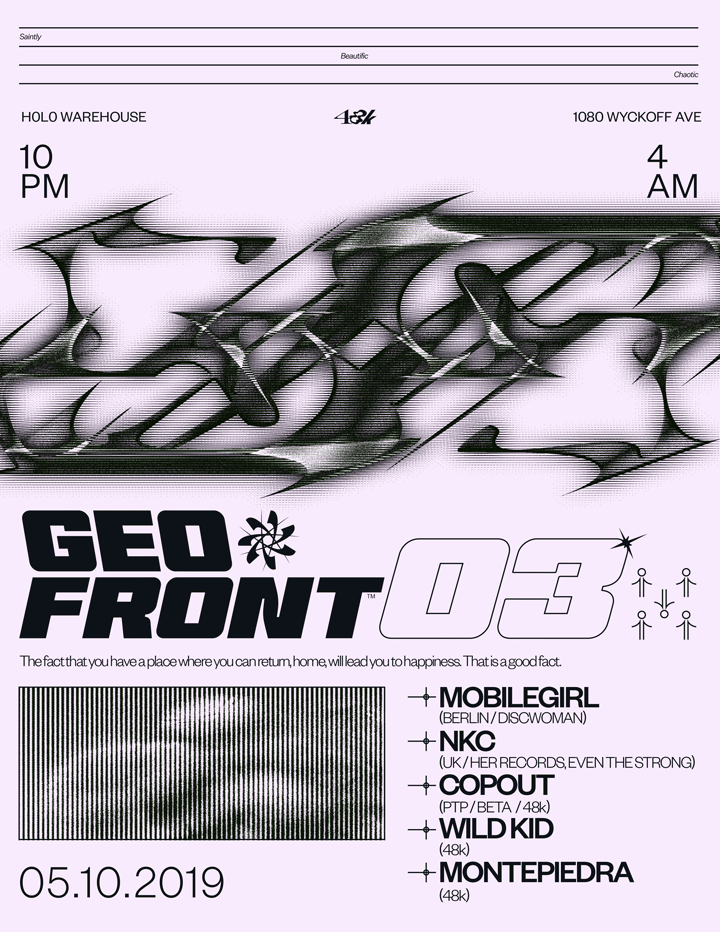 Saintly
Beautific
Chaotic
H0L0 WAREHOUSE
48k
1080 WYCKOFF AVE
10
PM
4
AM
GEO
FRONT™ 03
The fact that you have a place where you can return, home, will lead you to happiness. That is a good fact.
MOBILEGIRL
(BERLIN / DISCWOMAN)
NKC
(UK / HER RECORDS, EVEN THE STRONG)
COPOUT
(PTP / BETA / 48k)
WILD KID
(48k)
MONTEPIEDRA
(48k)
05.10.2019